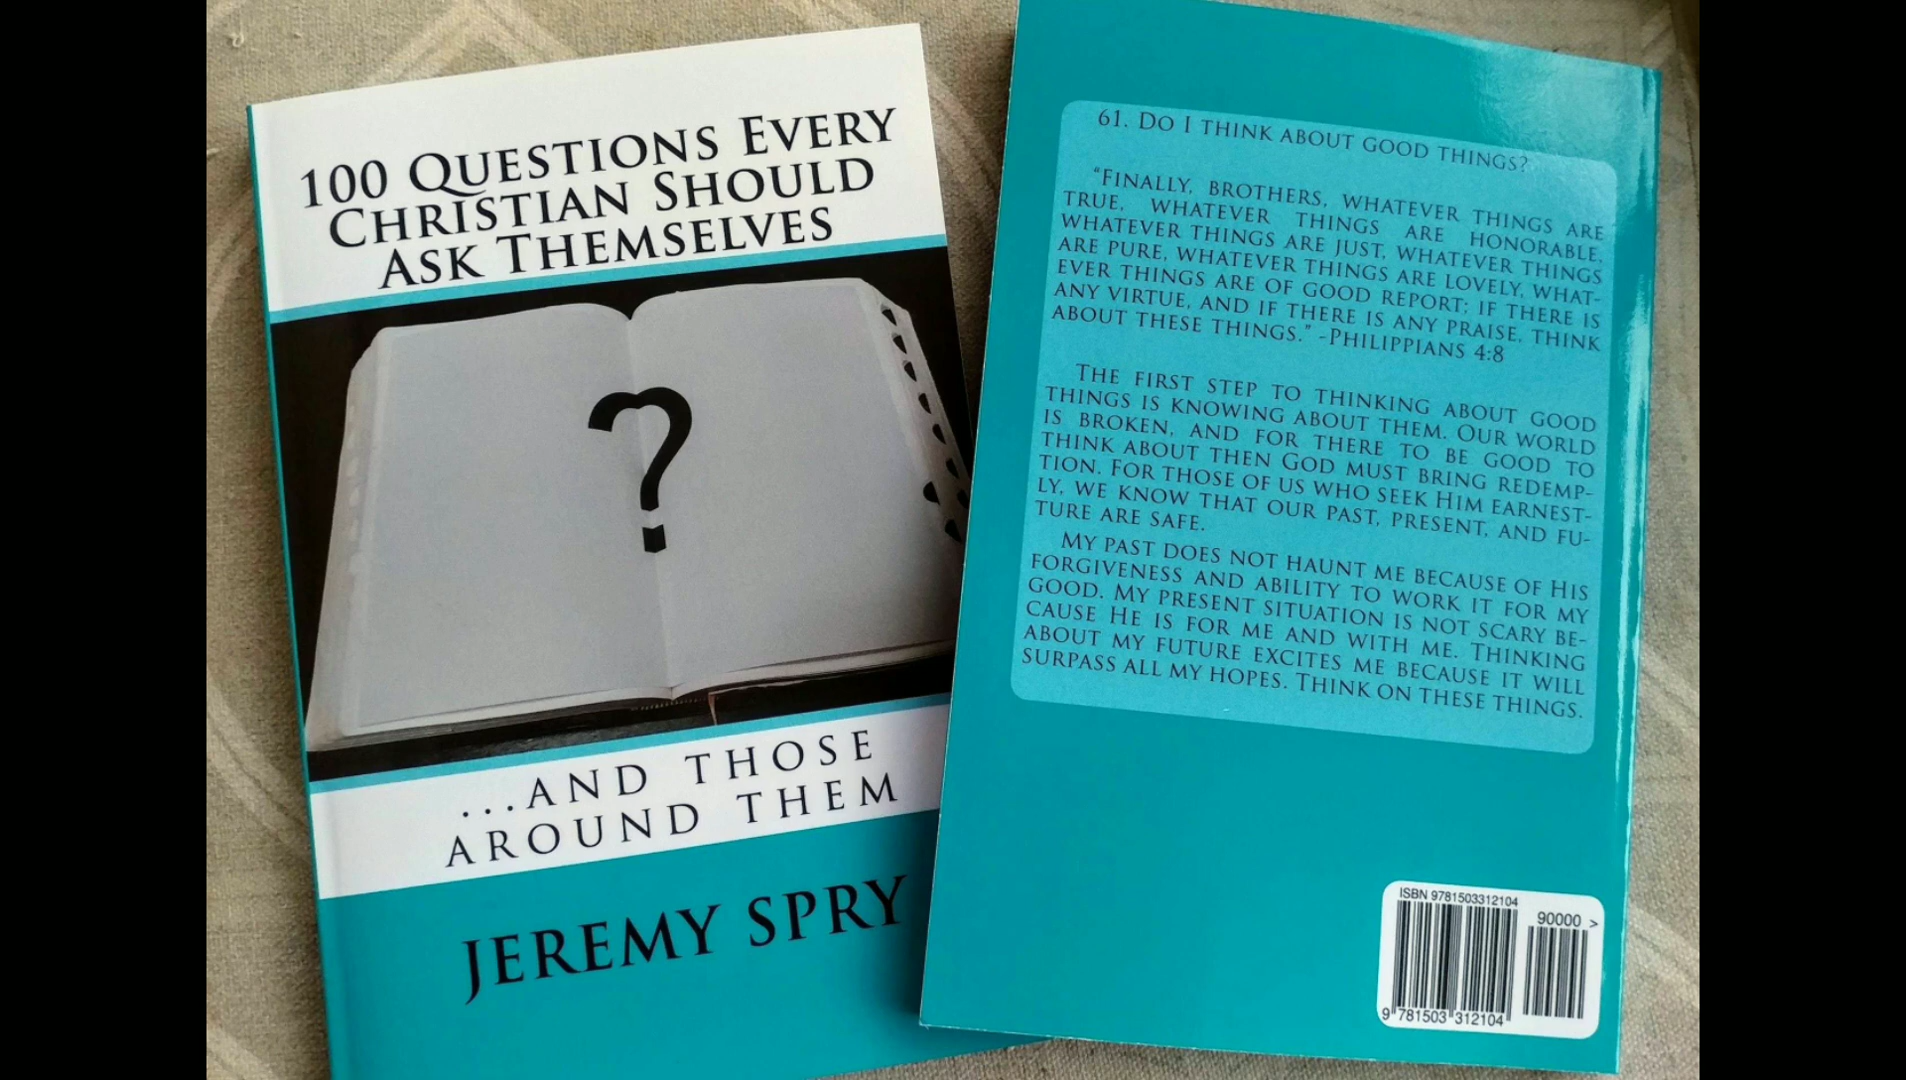 100 Questions Every
Christian Should
Ask Themselves
?
...and those
around them
Jeremy Spry
61. Do I think about good things?
“Finally, brothers, whatever things are
true, whatever things are honorable,
whatever things are just, whatever things
are pure, whatever things are lovely, what-
ever things are of good report; if there is
any virtue, and if there is any praise, think
about these things.” -Philippians 4:8
The first step to thinking about good
things is knowing about them. Our world
is broken, and for there to be good to
think about then God must bring redemp-
tion. For those of us who seek Him earnest-
ly, we know that our past, present, and fu-
ture are safe.
My past does not haunt me because of His
forgiveness and ability to work it for my
good. My present situation is not scary be-
cause He is for me and with me. Thinking
about my future excites me because it will
surpass all my hopes. Think on these things.
ISBN 9781503312104
90000 >
9 781503 312104